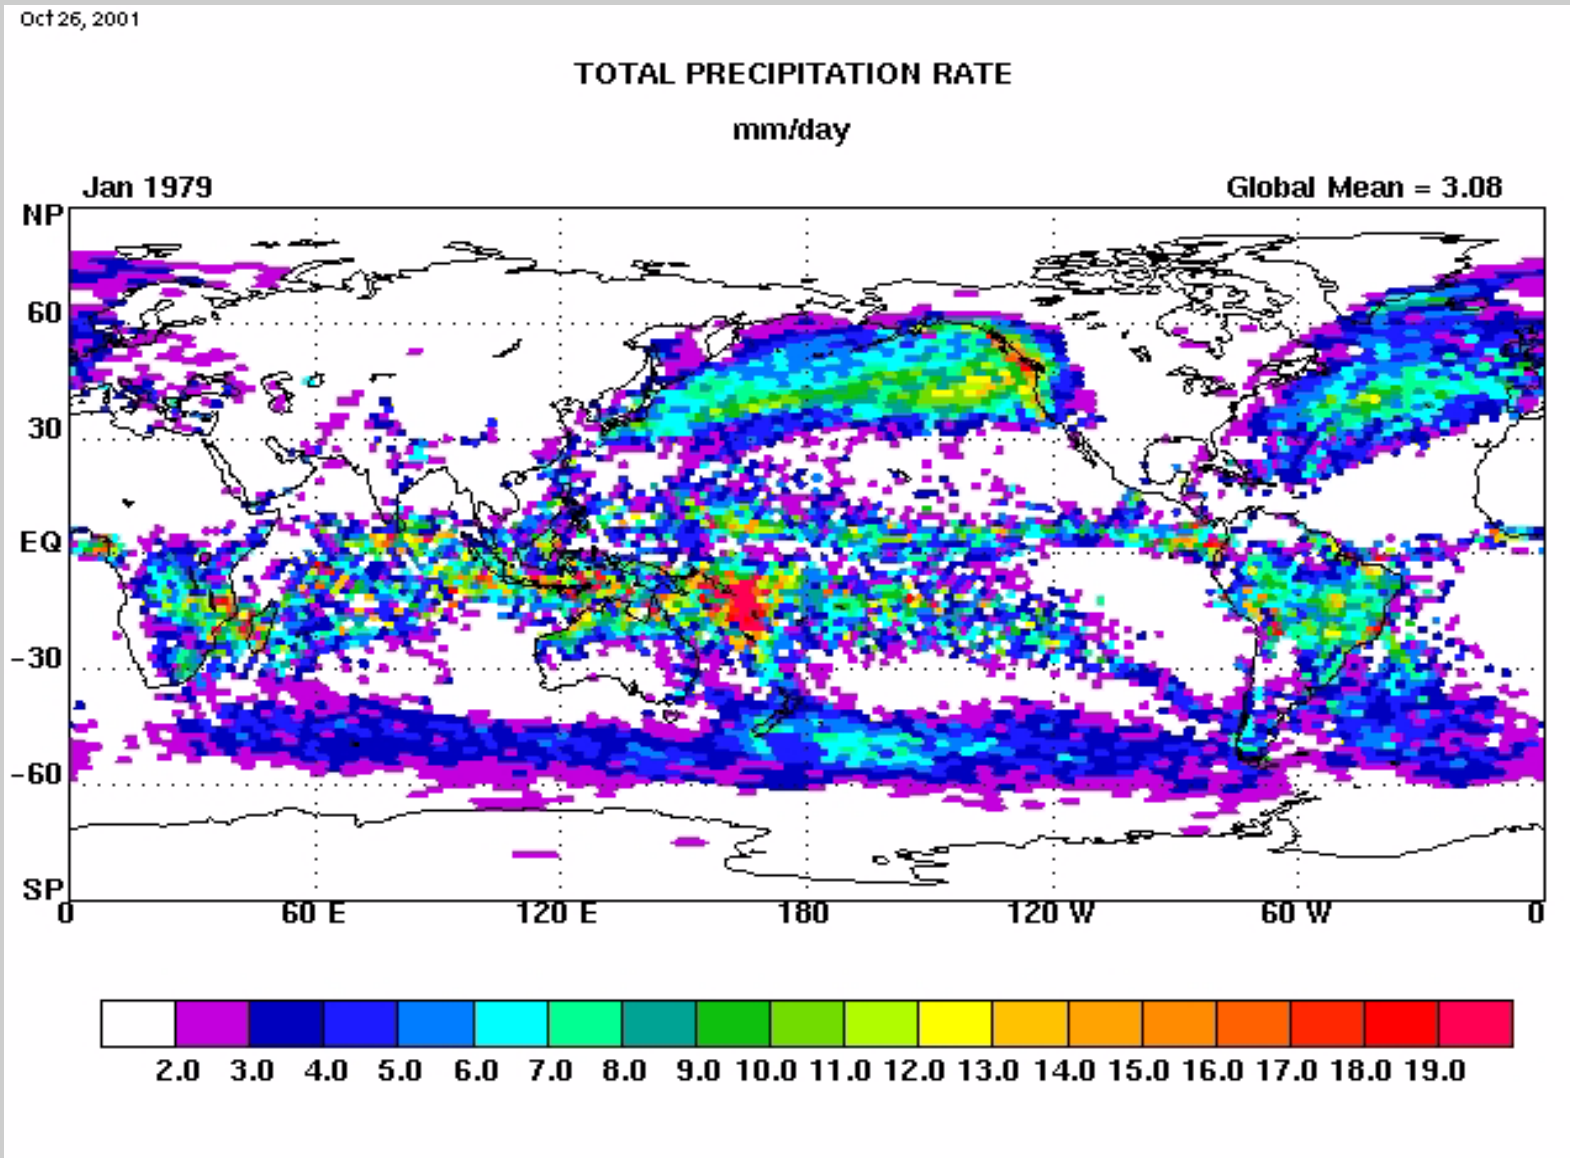 Oct 26, 2001
TOTAL PRECIPITATION RATE
mm/day
Jan 1979 Global Mean = 3.08
NP
60
30
EQ
-30
-60
SP
0 60 E 120 E 180 120 W 60 W 0
2.0 3.0 4.0 5.0 6.0 7.0 8.0 9.0 10.0 11.0 12.0 13.0 14.0 15.0 16.0 17.0 18.0 19.0